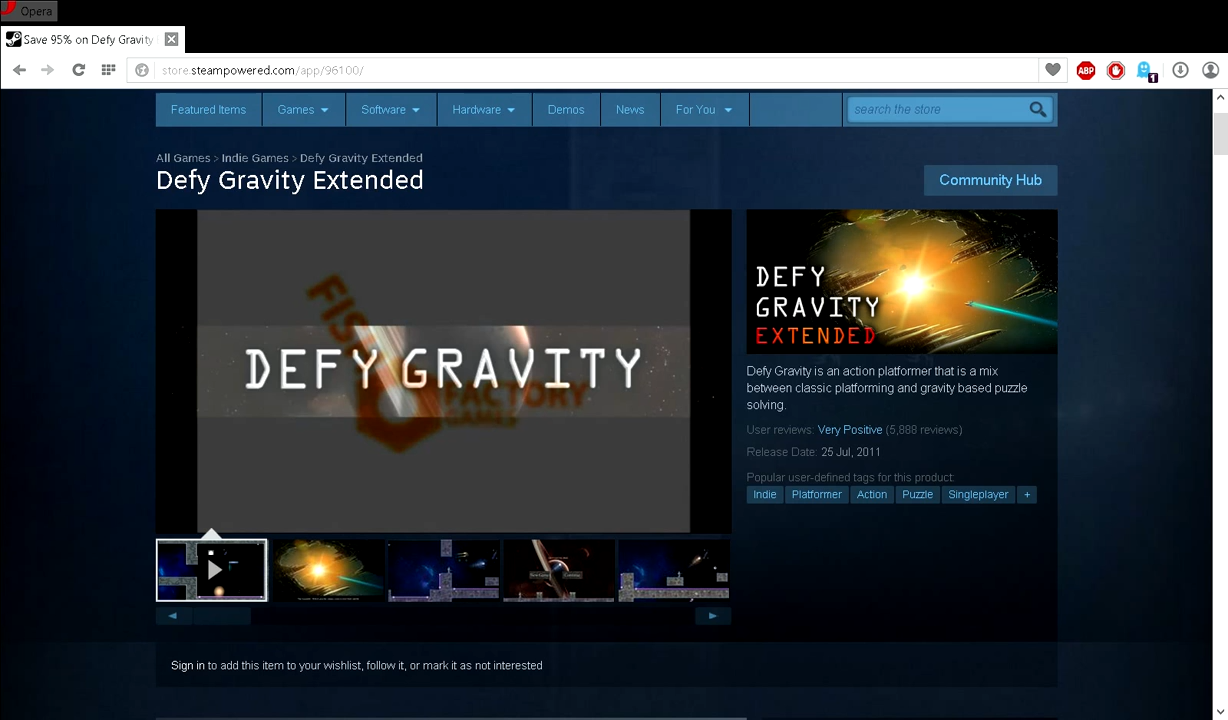 Opera
Save 95% on Defy Gravity
store.steampowered.com/app/96100/
ABP
1
Featured Items Games Software Hardware Demos News For You search the store
All Games > Indie Games > Defy Gravity Extended
Defy Gravity Extended
Community Hub
FIS
DEFY GRAVITY
FACTORY
GAMES
DEFY
GRAVITY
EXTENDED
Defy Gravity is an action platformer that is a mix
between classic platforming and gravity based puzzle
solving.
User reviews: Very Positive (5,888 reviews)
Release Date: 25 Jul, 2011
Popular user-defined tags for this product:
Indie Platformer Action Puzzle Singleplayer +
Sign in to add this item to your wishlist, follow it, or mark it as not interested